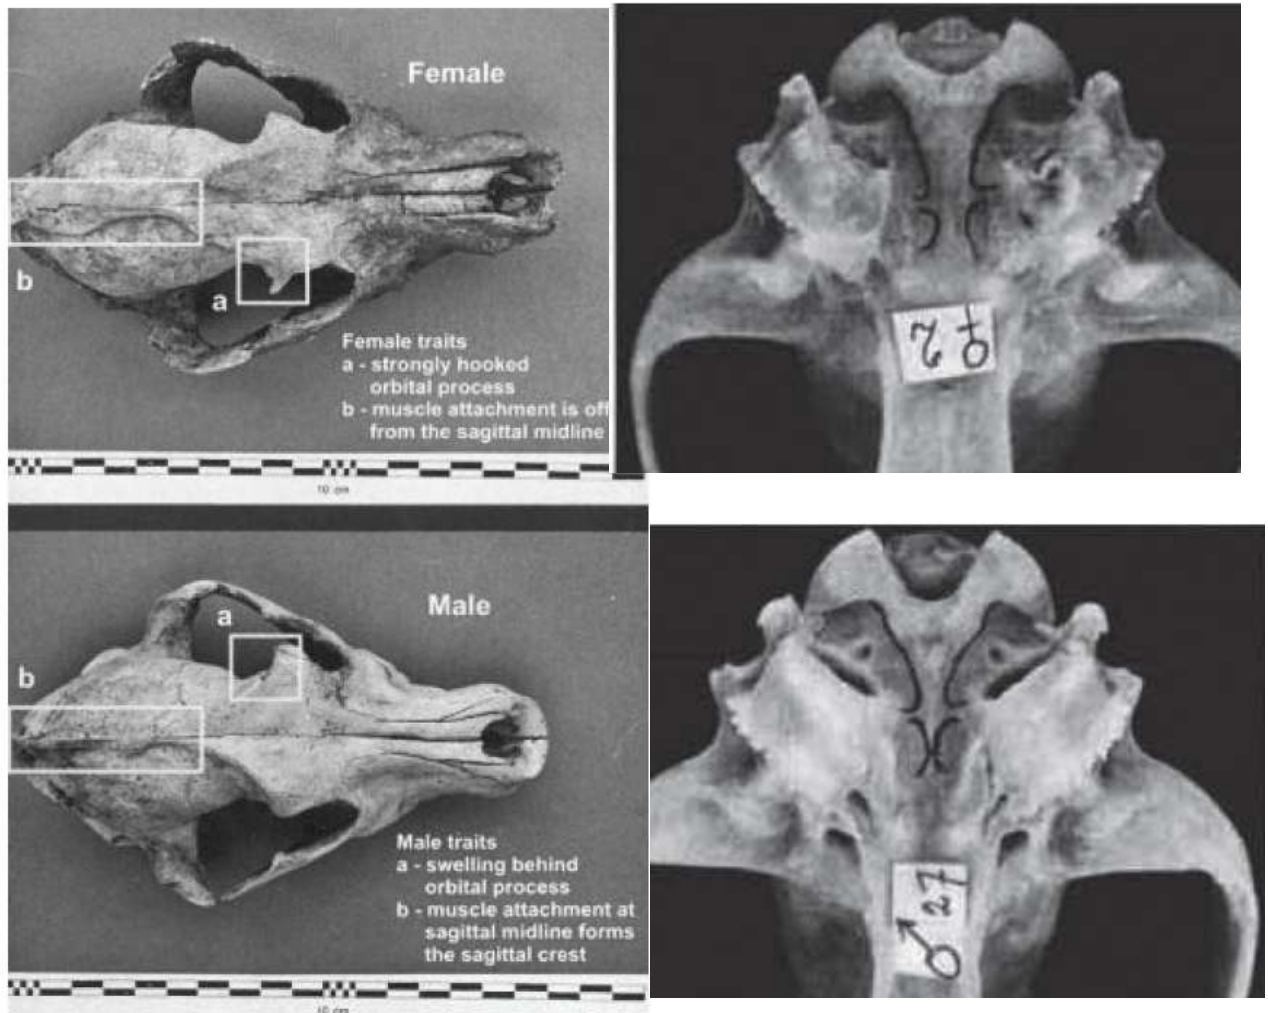 Female
b
a
Female traits
a - strongly hooked
orbital process
b - muscle attachment is off
from the sagittal midline
10 cm
♀
Male
a
b
Male traits
a - swelling behind
orbital process
b - muscle attachment at
sagittal midline forms
the sagittal crest
10 cm
♂ 27